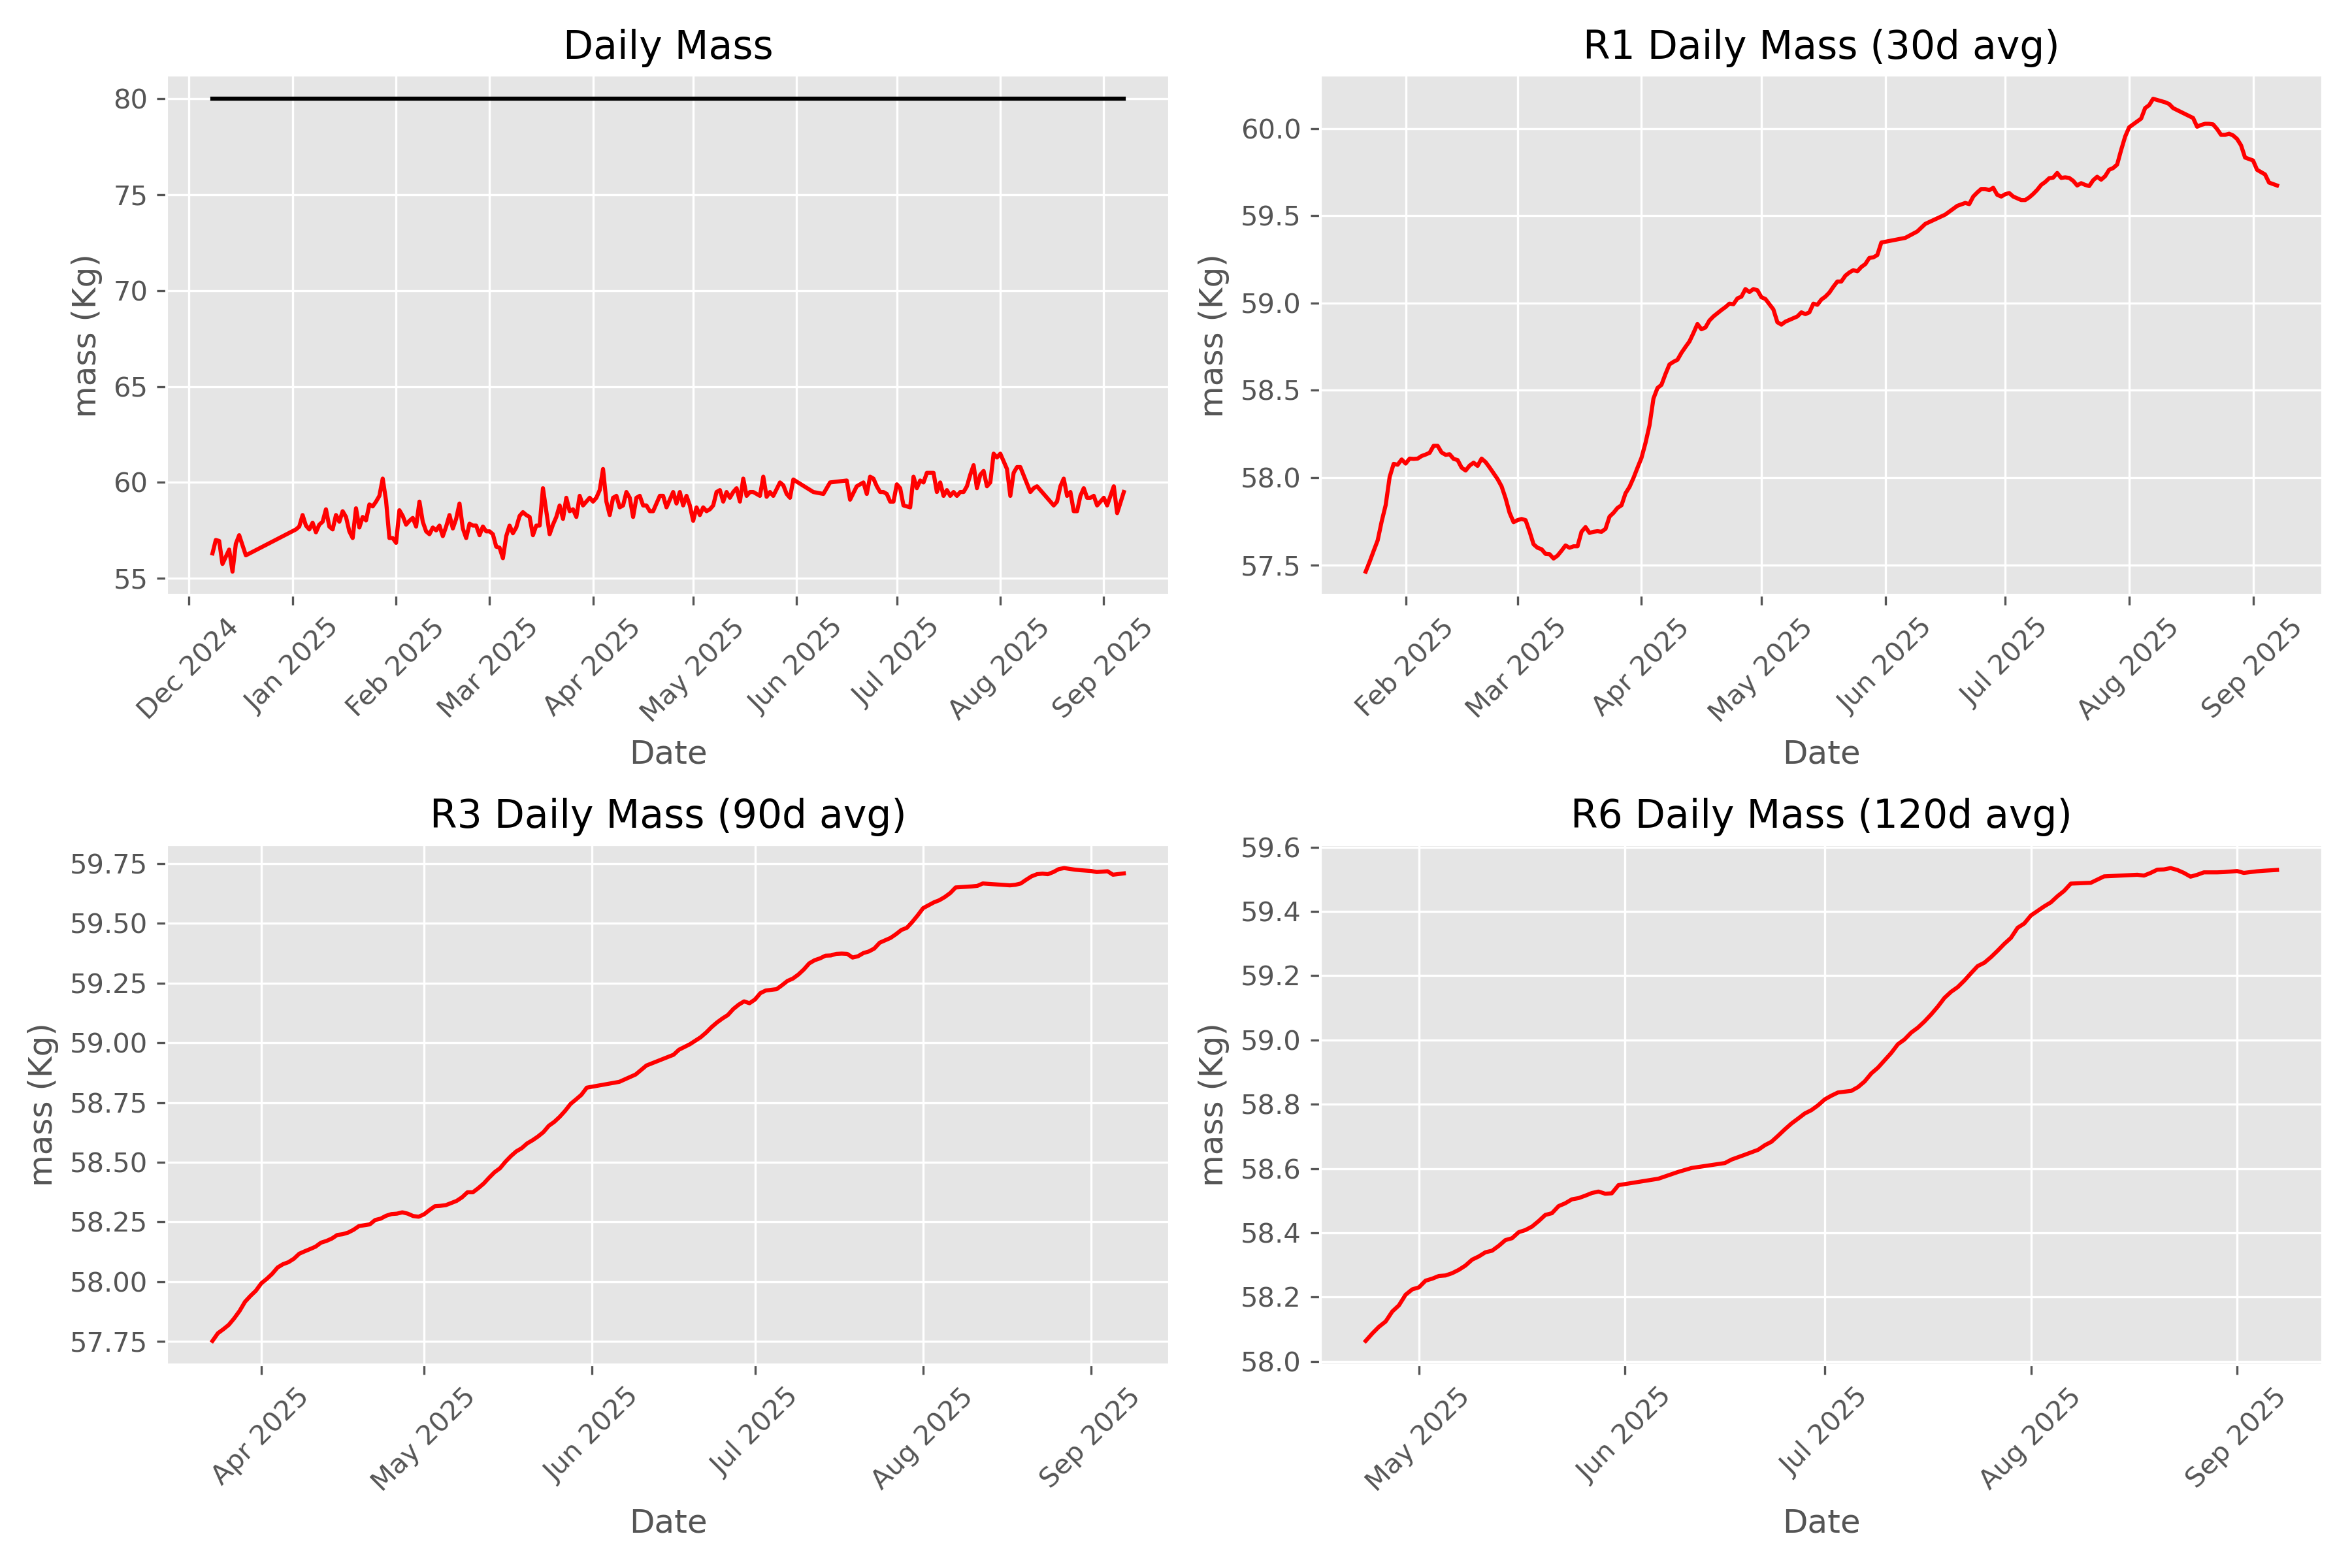 Daily Mass
mass (Kg)
80
75
70
65
60
55
Dec 2024
Jan 2025
Feb 2025
Mar 2025
Apr 2025
May 2025
Jun 2025
Jul 2025
Aug 2025
Sep 2025
Date
R1 Daily Mass (30d avg)
mass (Kg)
60.0
59.5
59.0
58.5
58.0
57.5
Feb 2025
Mar 2025
Apr 2025
May 2025
Jun 2025
Jul 2025
Aug 2025
Sep 2025
Date
R3 Daily Mass (90d avg)
mass (Kg)
59.75
59.50
59.25
59.00
58.75
58.50
58.25
58.00
57.75
Apr 2025
May 2025
Jun 2025
Jul 2025
Aug 2025
Sep 2025
Date
R6 Daily Mass (120d avg)
mass (Kg)
59.6
59.4
59.2
59.0
58.8
58.6
58.4
58.2
58.0
May 2025
Jun 2025
Jul 2025
Aug 2025
Sep 2025
Date